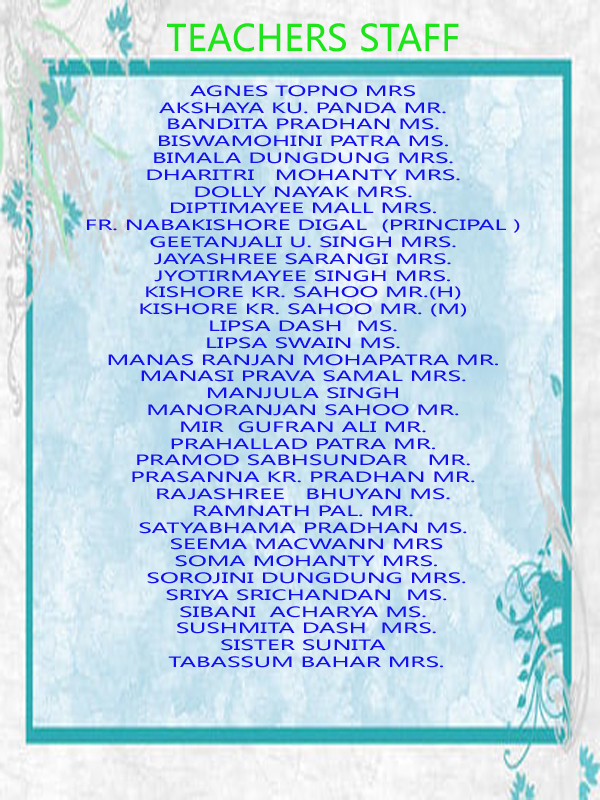 TEACHERS STAFF
AGNES TOPNO MRS
AKSHAYA KU. PANDA MR.
BANDITA PRADHAN MS.
BISWAMOHINI PATRA MS.
BIMALA DUNGDUNG MRS.
DHARITRI   MOHANTY MRS.
DOLLY NAYAK MRS.
DIPTIMAYEE MALL MRS.
FR. NABAKISHORE DIGAL  (PRINCIPAL )
GEETANJALI U. SINGH MRS.
JAYASHREE SARANGI MRS.
JYOTIRMAYEE SINGH MRS.
KISHORE KR. SAHOO MR.(H)
KISHORE KR. SAHOO MR. (M)
LIPSA DASH  MS.
LIPSA SWAIN MS.
MANAS RANJAN MOHAPATRA MR.
MANASI PRAVA SAMAL MRS.
MANJULA SINGH
MANORANJAN SAHOO MR.
MIR  GUFRAN ALI MR.
PRAHALLAD PATRA MR.
PRAMOD SABHSUNDAR   MR.
PRASANNA KR. PRADHAN MR.
RAJASHREE   BHUYAN MS.
RAMNATH PAL. MR.
SATYABHAMA PRADHAN MS.
SEEMA MACWANN MRS
SOMA MOHANTY MRS.
SOROJINI DUNGDUNG MRS.
SRIYA SRICHANDAN  MS.
SIBANI  ACHARYA MS.
SUSHMITA DASH  MRS.
SISTER SUNITA
TABASSUM BAHAR MRS.